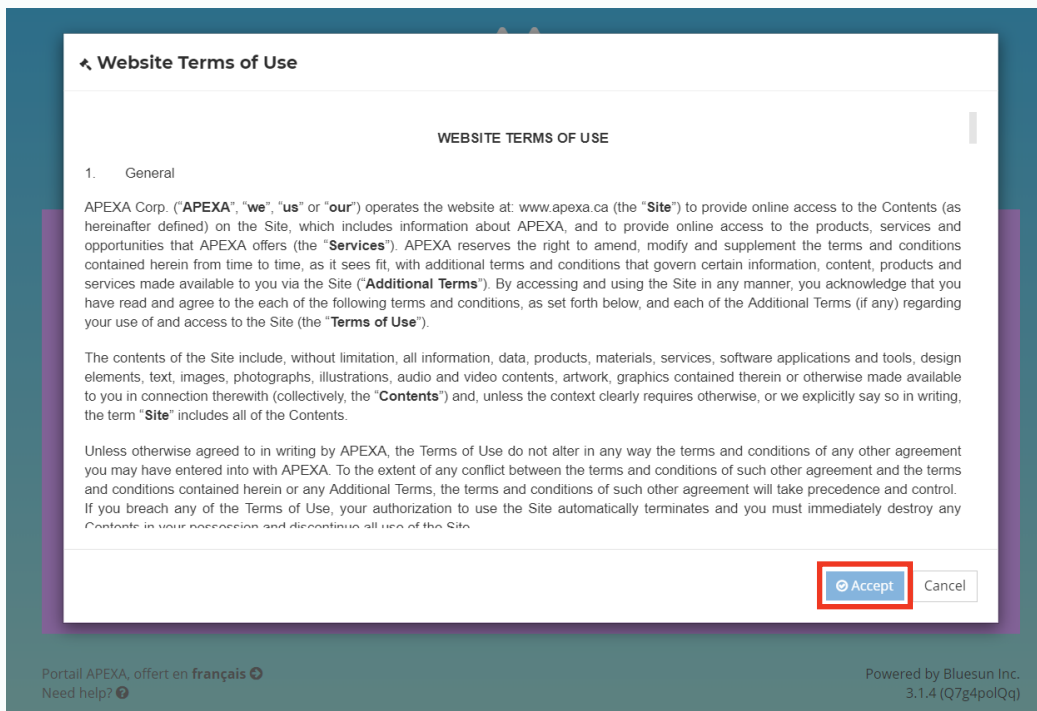 Website Terms of Use
WEBSITE TERMS OF USE
1. General
APEXA Corp. (“APEXA”, “we”, “us” or “our”) operates the website at: www.apexa.ca (the “Site”) to provide online access to the Contents (as
hereinafter defined) on the Site, which includes information about APEXA, and to provide online access to the products, services and
opportunities that APEXA offers (the “Services”). APEXA reserves the right to amend, modify and supplement the terms and conditions
contained herein from time to time, as it sees fit, with additional terms and conditions that govern certain information, content, products and
services made available to you via the Site (“Additional Terms”). By accessing and using the Site in any manner, you acknowledge that you
have read and agree to the each of the following terms and conditions, as set forth below, and each of the Additional Terms (if any) regarding
your use of and access to the Site (the “Terms of Use”).
The contents of the Site include, without limitation, all information, data, products, materials, services, software applications and tools, design
elements, text, images, photographs, illustrations, audio and video contents, artwork, graphics contained therein or otherwise made available
to you in connection therewith (collectively, the “Contents”) and, unless the context clearly requires otherwise, or we explicitly say so in writing,
the term “Site” includes all of the Contents.
Unless otherwise agreed to in writing by APEXA, the Terms of Use do not alter in any way the terms and conditions of any other agreement
you may have entered into with APEXA. To the extent of any conflict between the terms and conditions of such other agreement and the terms
and conditions contained herein or any Additional Terms, the terms and conditions of such other agreement will take precedence and control.
If you breach any of the Terms of Use, your authorization to use the Site automatically terminates and you must immediately destroy any
Contents in your possession and discontinue all use of the Site
Accept Cancel
Portail APEXA, offert en français
Need help?
Powered by Bluesun Inc.
3.1.4 (Q7g4polQq)